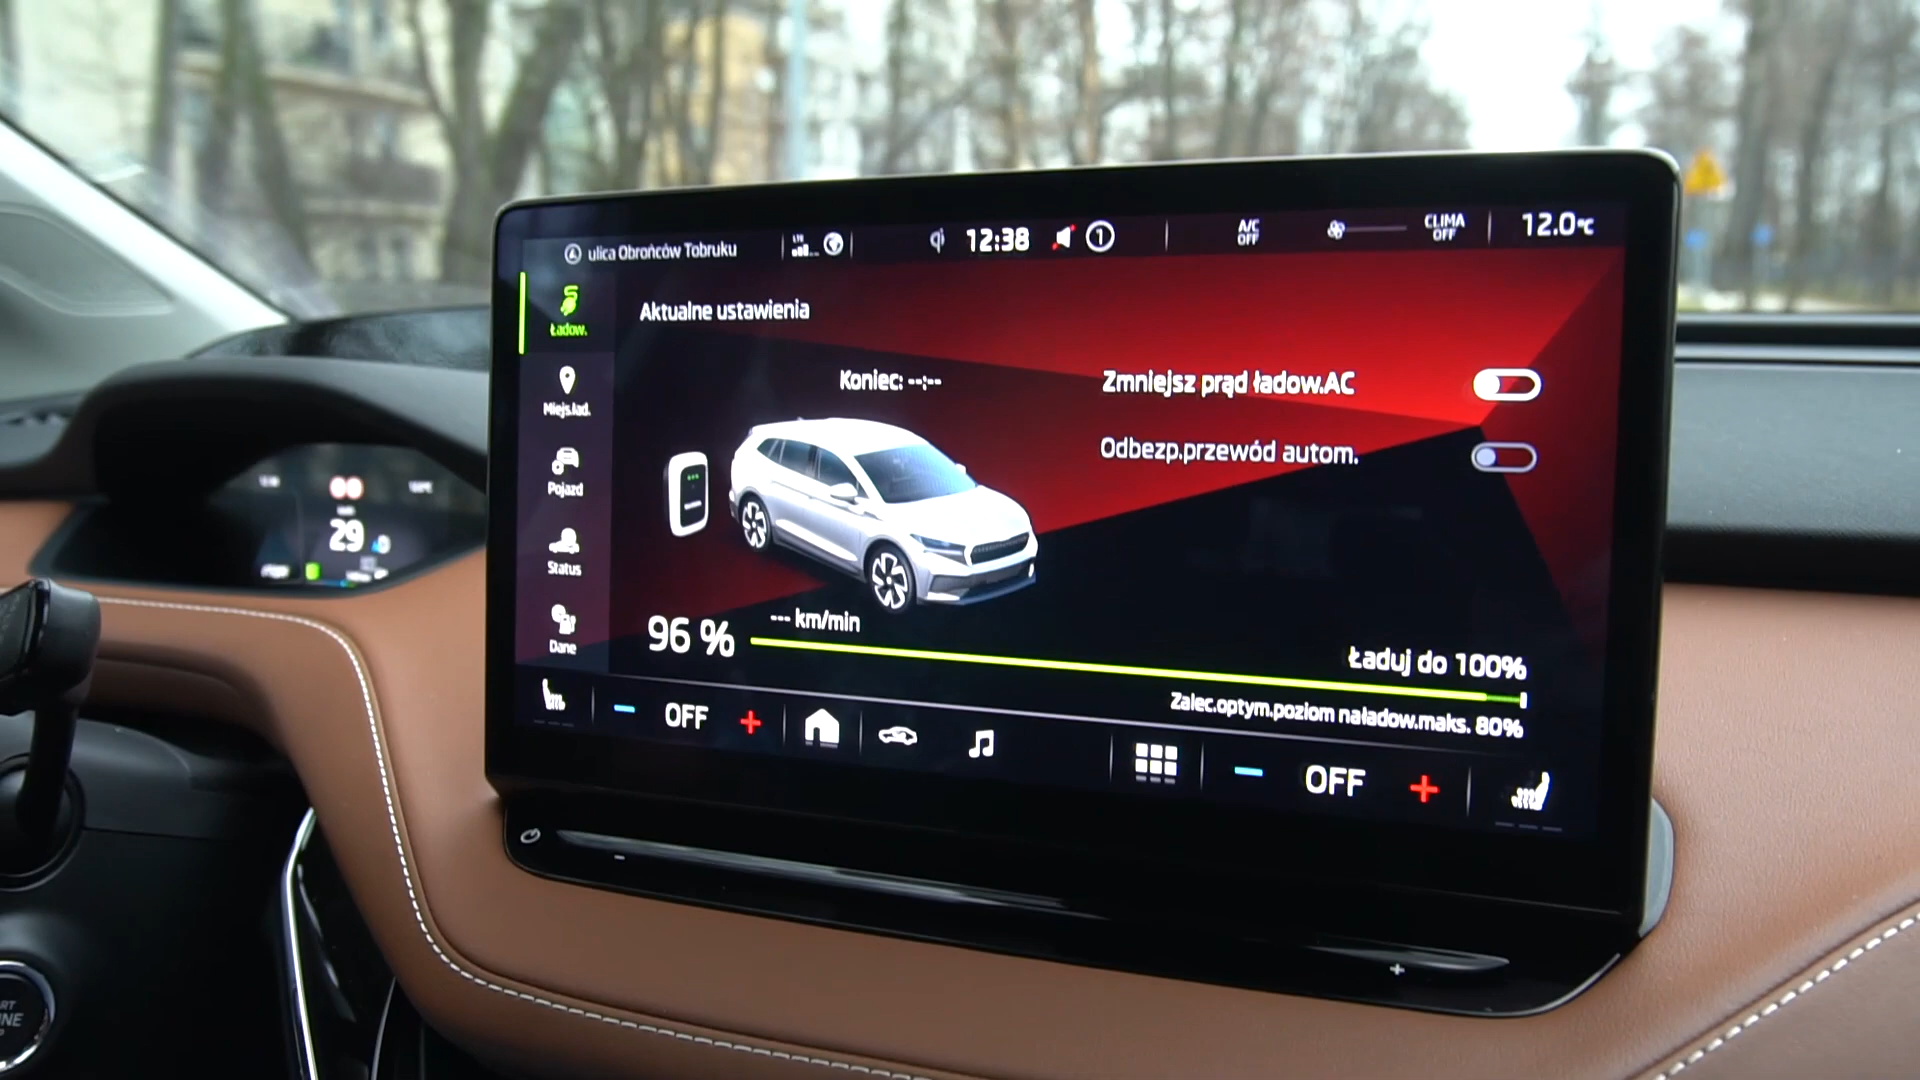 ulica Obrońców Tobruku
LTE
12:38
1
A/C
OFF
CLIMA
OFF
12.0°C
Ładow.
Miejs.ład.
Pojazd
Status
Dane
Aktualne ustawienia
Koniec: --:--
Zmniejsz prąd ładow.AC
Odbezp.przewód autom.
--- km/min
96 %
Ładuj do 100%
Zalec.optym.poziom naładow.maks. 80%
- OFF +
- OFF +
- +
29